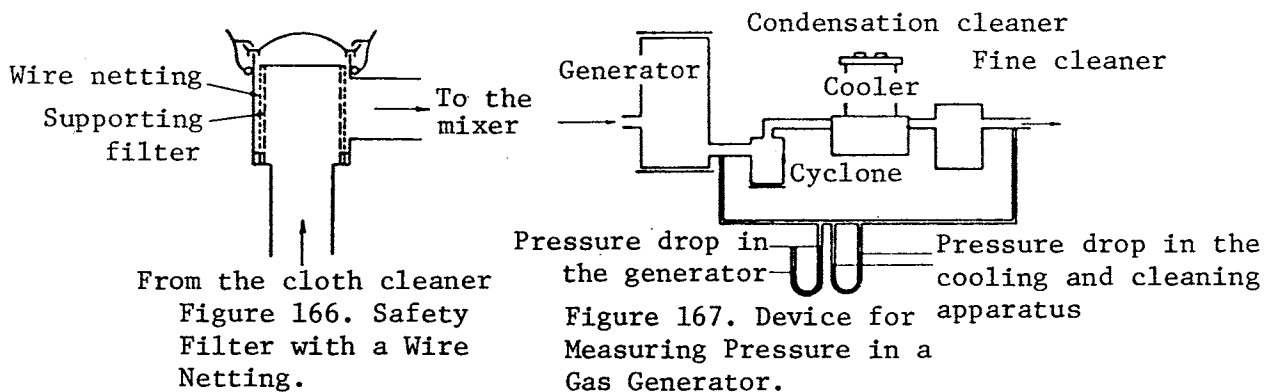 Wire netting
Supporting
filter
To the
mixer
From the cloth cleaner
Figure 166. Safety
Filter with a Wire
Netting.
Condensation cleaner
Generator
Fine cleaner
Cooler
Cyclone
Pressure drop in
the generator
Pressure drop in the
cooling and cleaning
apparatus
Figure 167. Device for
Measuring Pressure in a
Gas Generator.